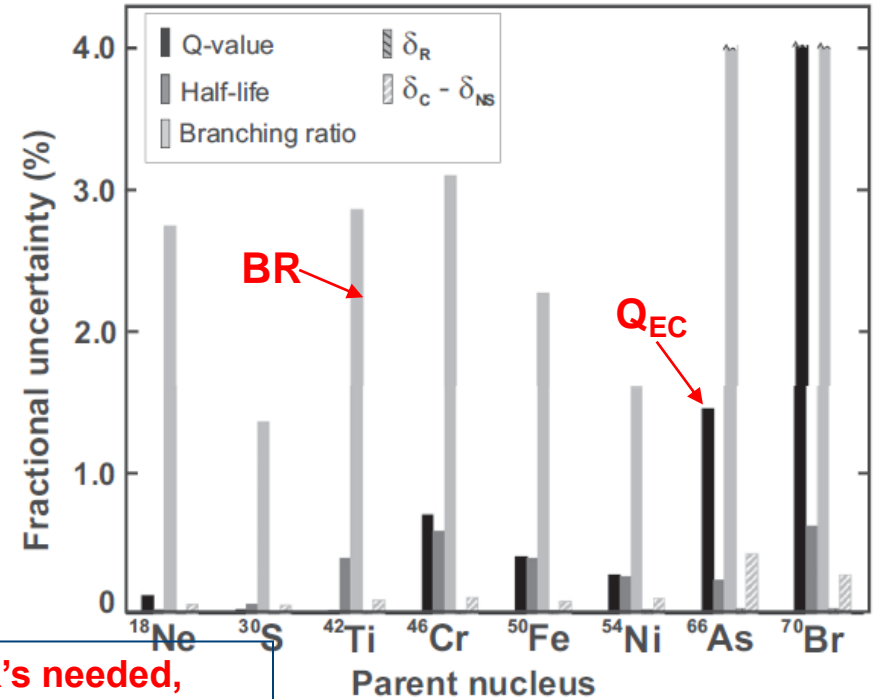 Q-value
Half-life
Branching ratio
δR
δC - δNS
4.0
3.0
2.0
1.0
0
Fractional uncertainty (%)
BR
QEC
18Ne 30S 42Ti 46Cr 50Fe 54Ni 66As 70Br
Parent nucleus
's needed,